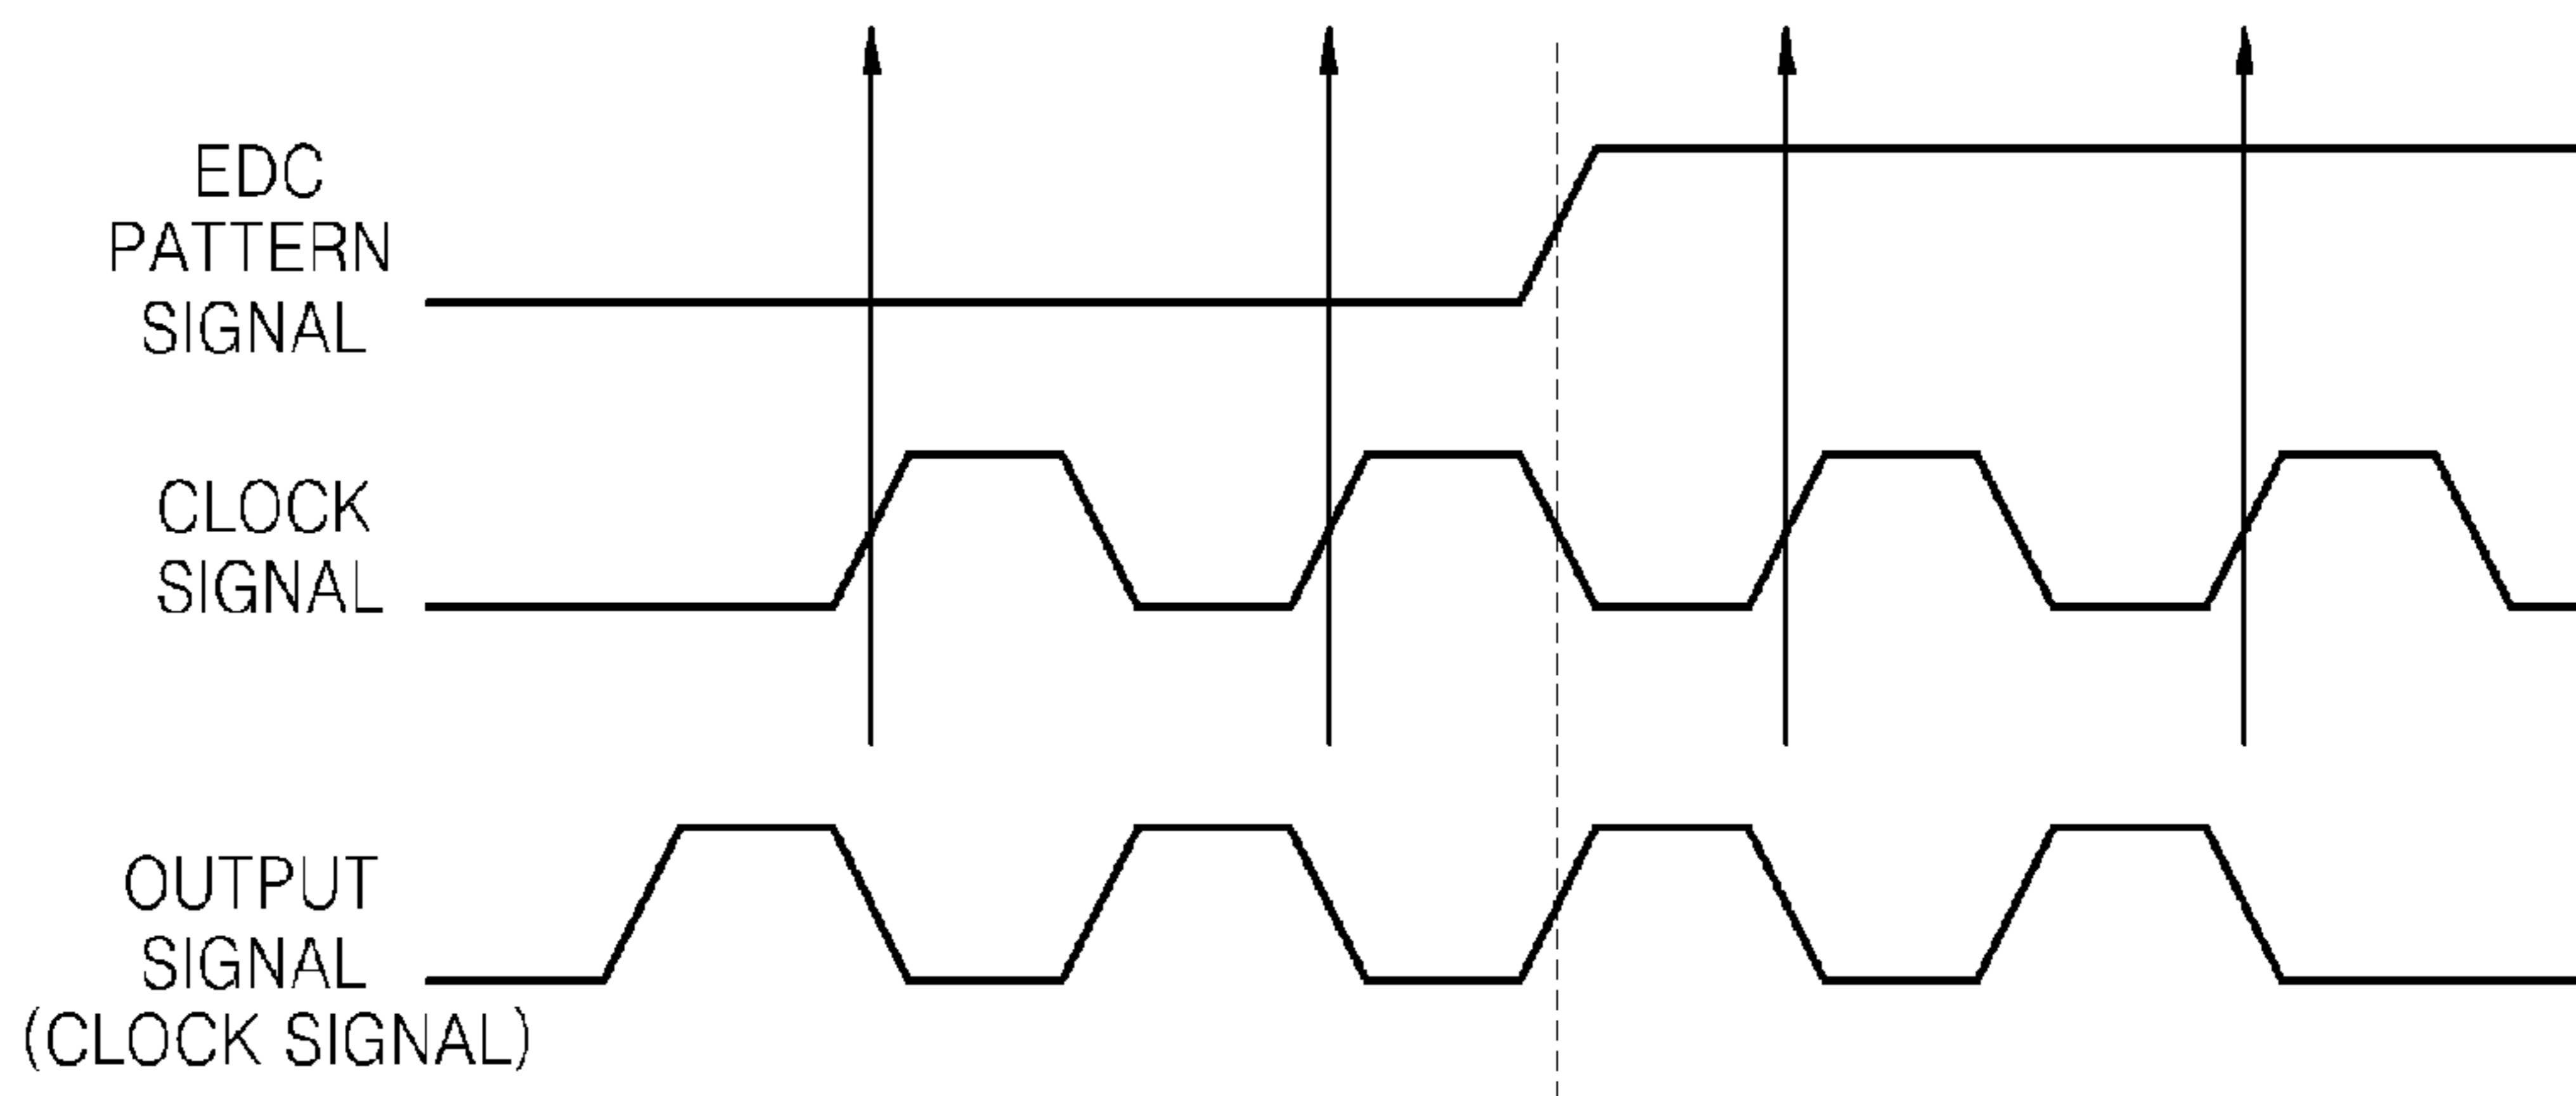 EDC
PATTERN
SIGNAL
CLOCK
SIGNAL
OUTPUT
SIGNAL
(CLOCK SIGNAL)